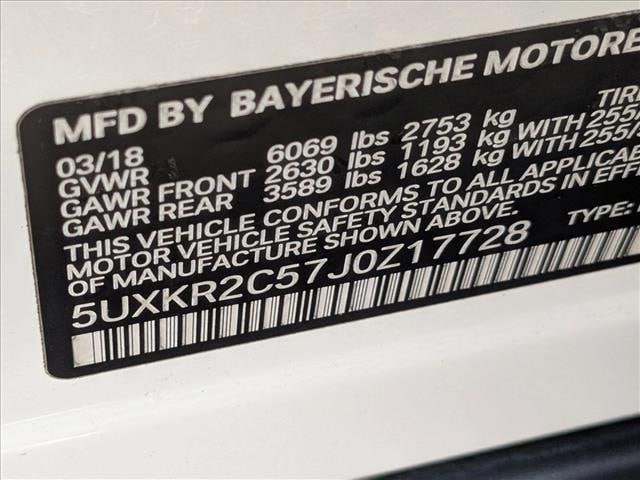 MFD BY BAYERISCHE MOTORE
03/18
GVWR 6069 lbs 2753 kg TIR
GAWR FRONT 2630 lbs 1193 kg WITH 255/
GAWR REAR 3589 lbs 1628 kg WITH 255/
THIS VEHICLE CONFORMS TO ALL APPLICAB
MOTOR VEHICLE SAFETY STANDARDS IN EFF
OF MANUFACTURE SHOWN ABOVE.
5UXKR2C57J0Z17728 TYPE: